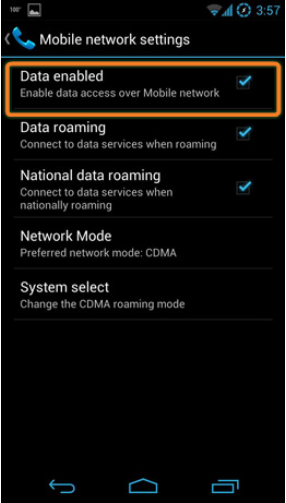 100° 3:57
Mobile network settings
Data enabled
Enable data access over Mobile network
Data roaming
Connect to data services when roaming
National data roaming
Connect to data services when
nationally roaming
Network Mode
Preferred network mode: CDMA
System select
Change the CDMA roaming mode